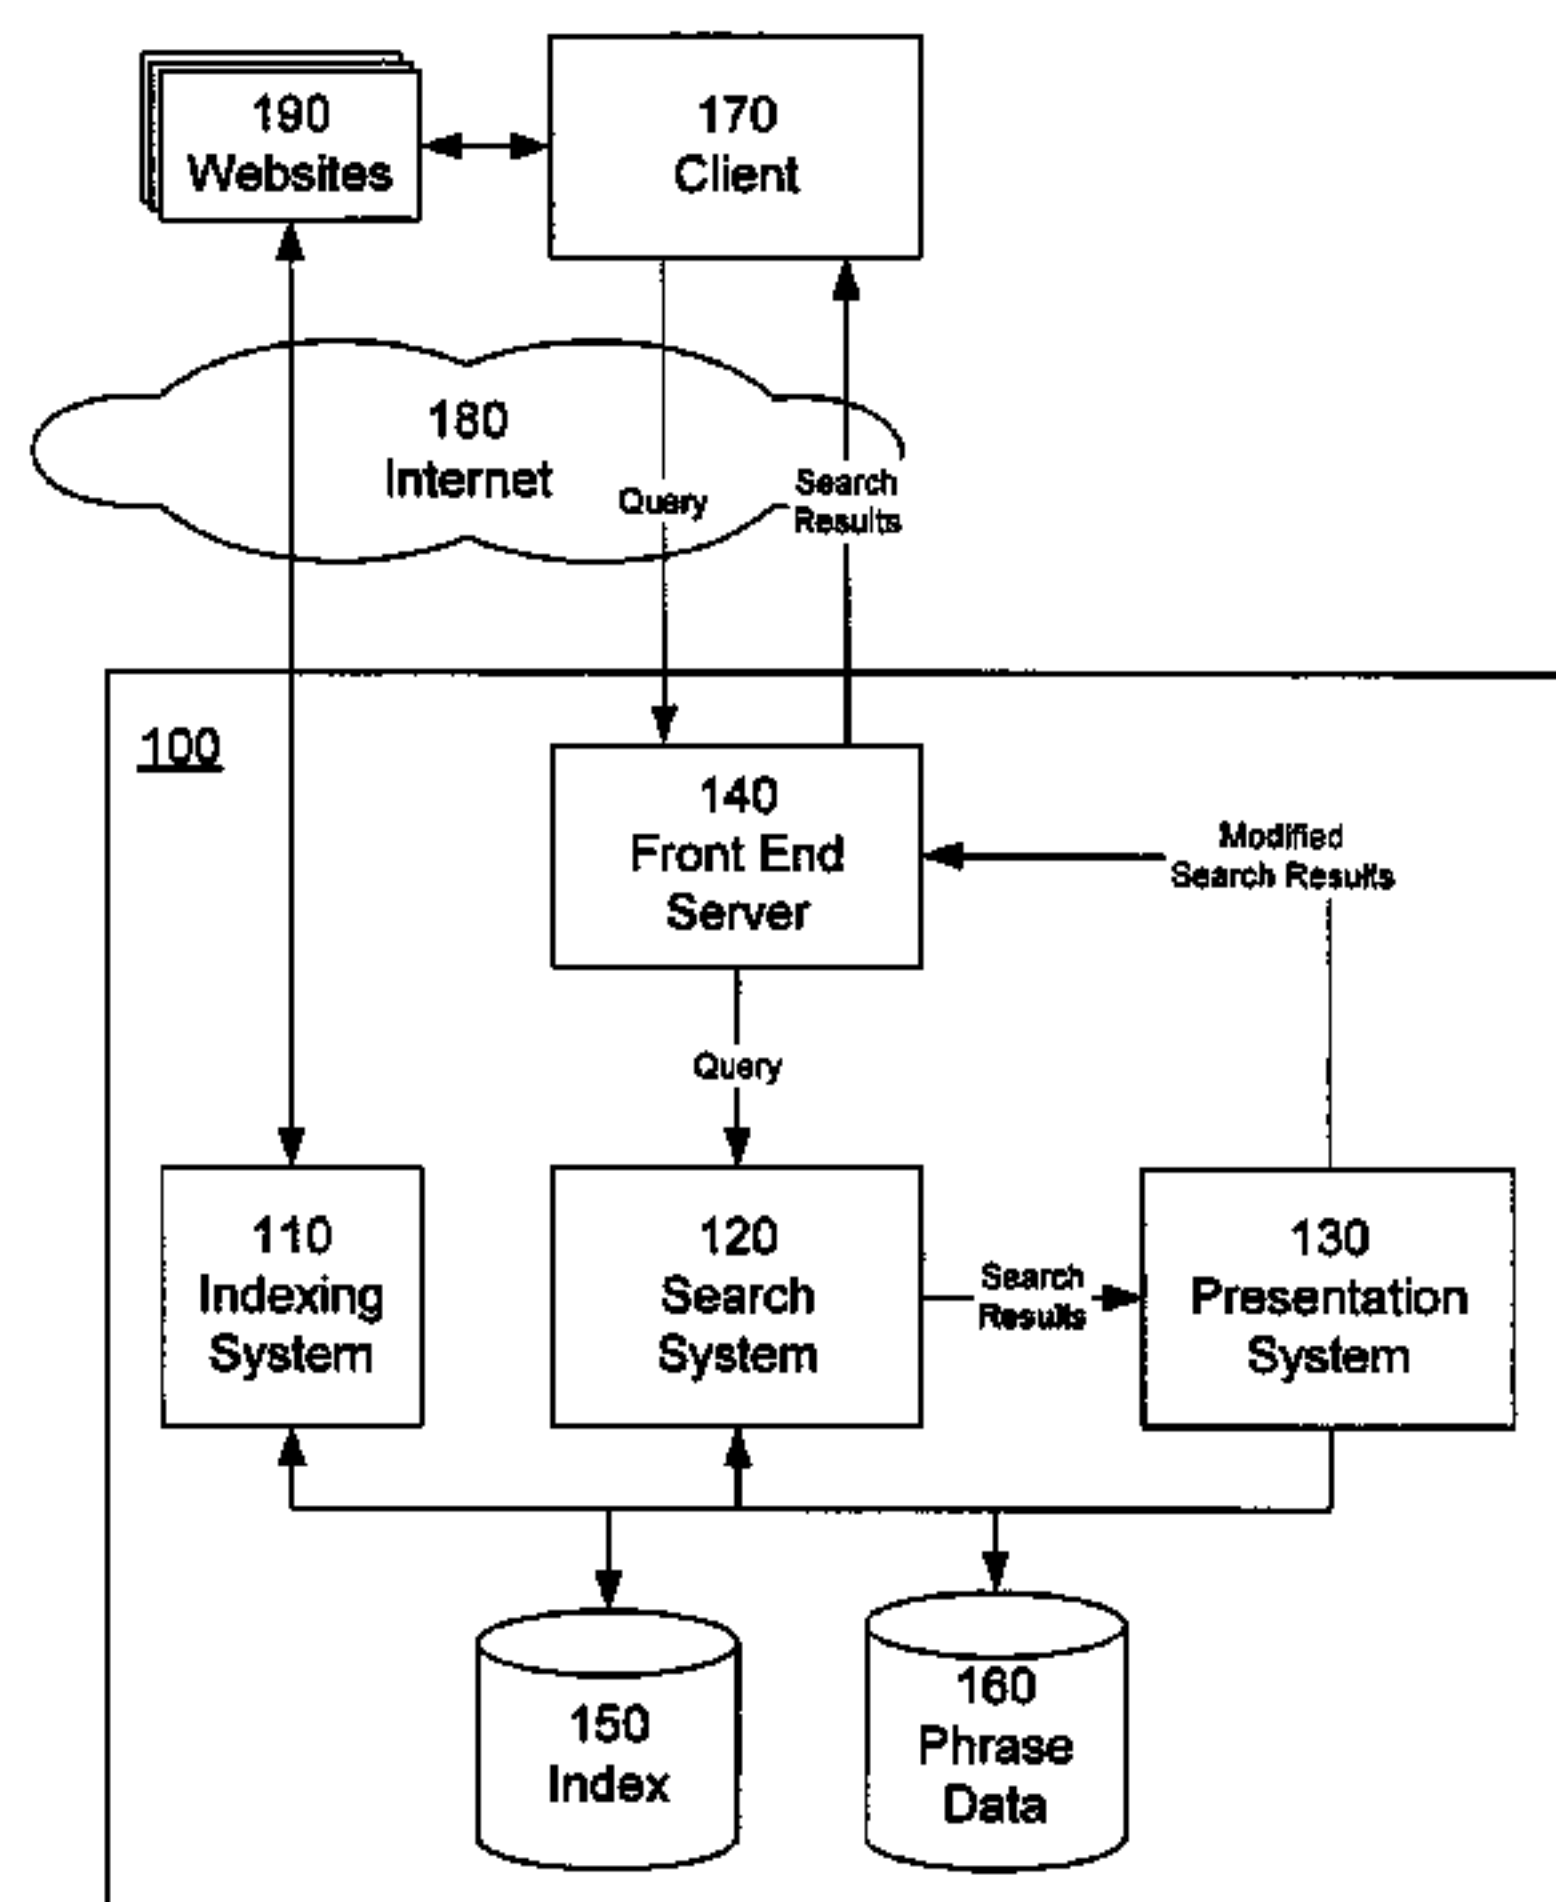 190
Websites
170
Client
180
Internet
Query
Search
Results
100
140
Front End
Server
Modified
Search Results
Query
110
Indexing
System
120
Search
System
Search
Results
130
Presentation
System
150
Index
160
Phrase
Data